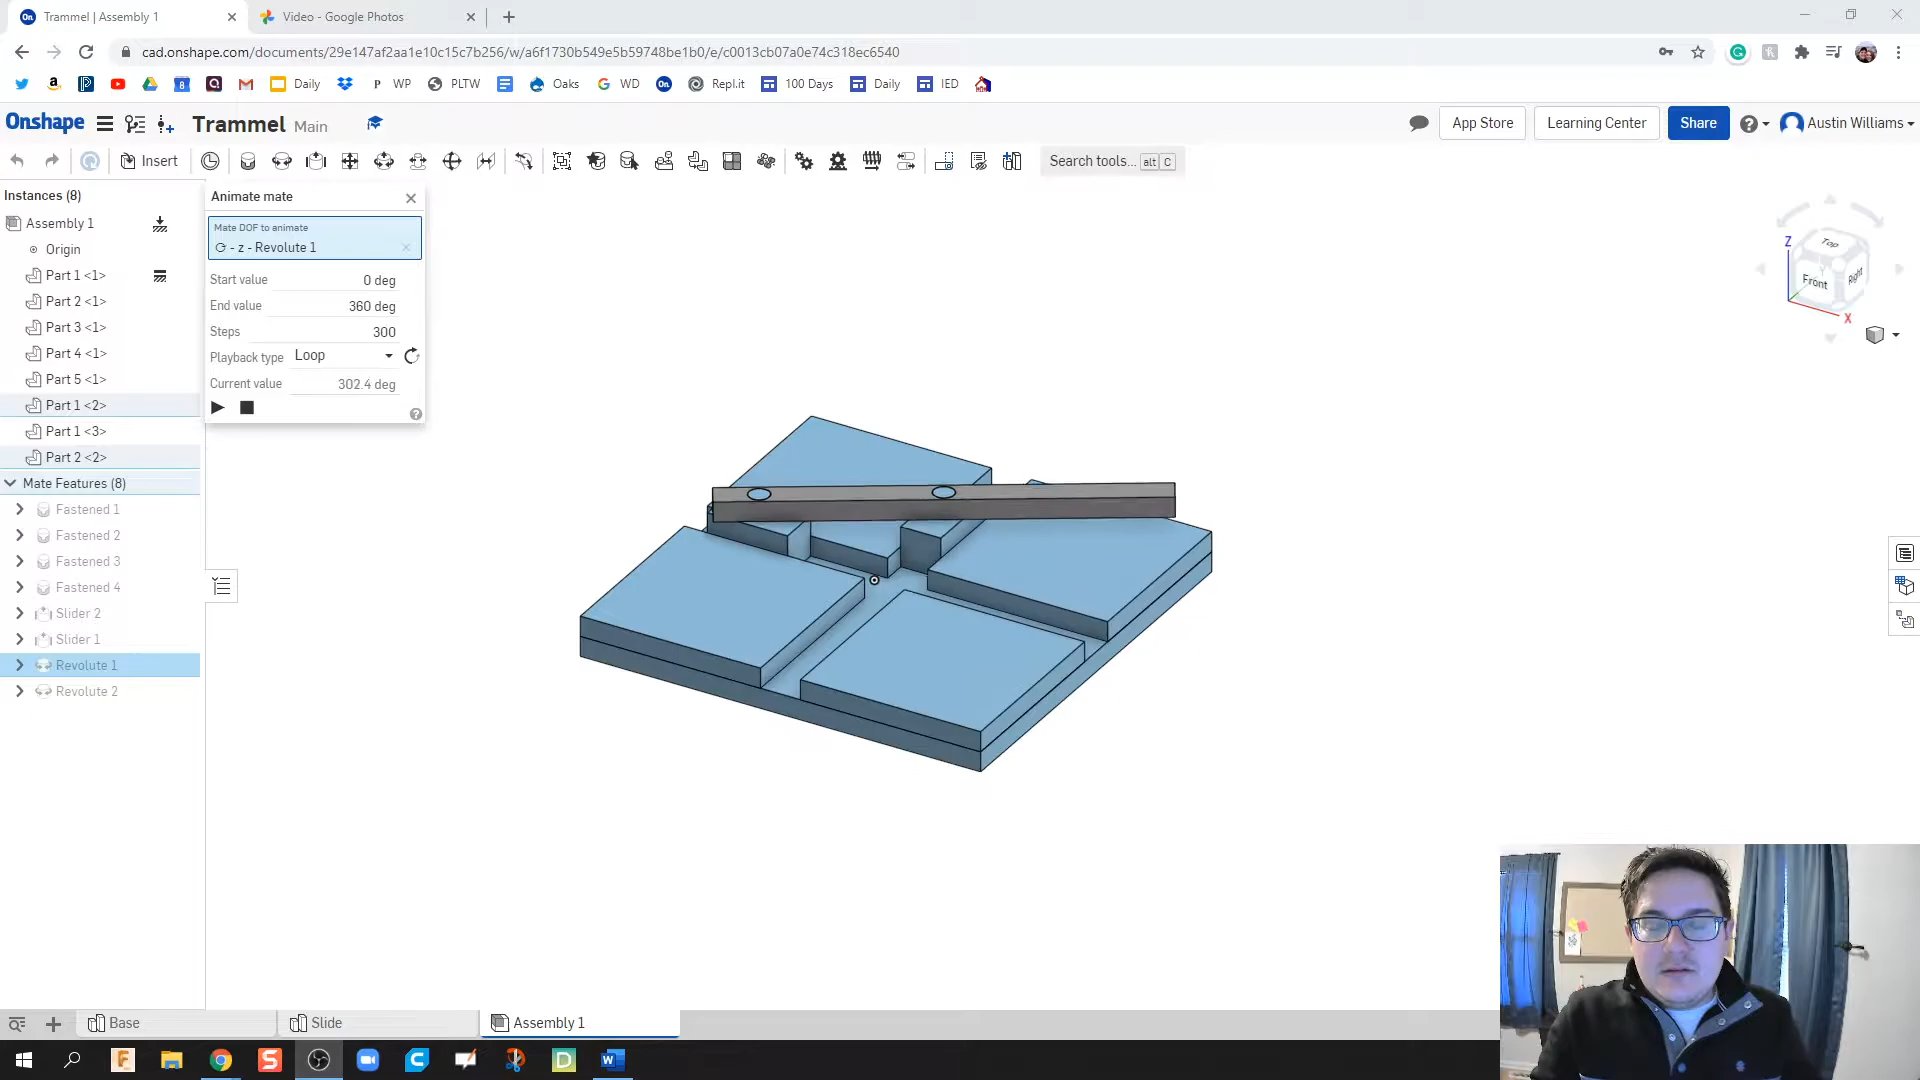 Trammel | Assembly 1
Video - Google Photos
cad.onshape.com/documents/29e147af2aa1e10c15c7b256/w/a6f1730b549e5b59748be1b0/e/c0013cb07a0e74c318ec6540
Daily
WP
PLTW
Oaks
WD
Repl.it
100 Days
Daily
IED
Onshape
Trammel Main
App Store
Learning Center
Share
Austin Williams
Insert
Search tools... alt C
Instances (8)
Assembly 1
Origin
Part 1 <1>
Part 2 <1>
Part 3 <1>
Part 4 <1>
Part 5 <1>
Part 1 <2>
Part 1 <3>
Part 2 <2>
Mate Features (8)
Fastened 1
Fastened 2
Fastened 3
Fastened 4
Slider 2
Slider 1
Revolute 1
Revolute 2
Animate mate
Mate DOF to animate
- z - Revolute 1
Start value 0 deg
End value 360 deg
Steps 300
Playback type Loop
Current value 302.4 deg
Z
Top
Y
Front
Right
X
Base
Slide
Assembly 1